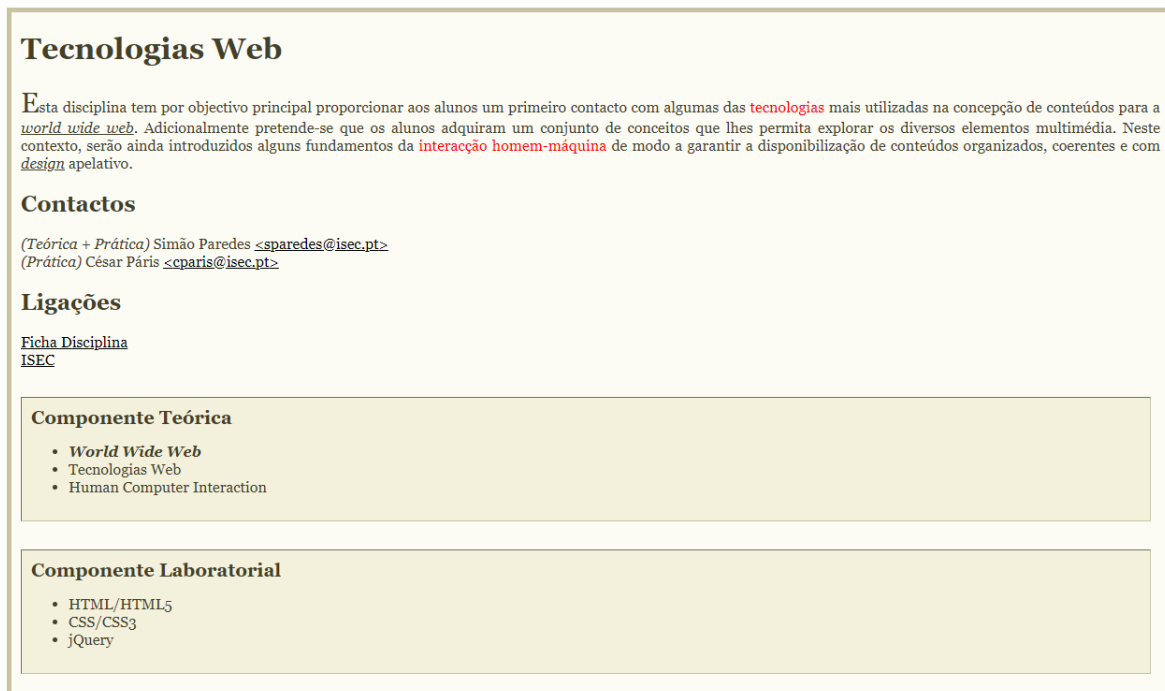 Tecnologias Web
Esta disciplina tem por objectivo principal proporcionar aos alunos um primeiro contacto com algumas das tecnologias mais utilizadas na concepção de conteúdos para a
world wide web. Adicionalmente pretende-se que os alunos adquiram um conjunto de conceitos que lhes permita explorar os diversos elementos multimédia. Neste
contexto, serão ainda introduzidos alguns fundamentos da interacção homem-máquina de modo a garantir a disponibilização de conteúdos organizados, coerentes e com
design apelativo.
Contactos
(Teórica + Prática) Simão Paredes <sparedes@isec.pt>
(Prática) César Páris <cparis@isec.pt>
Ligações
Ficha Disciplina
ISEC
Componente Teórica
• World Wide Web
• Tecnologias Web
• Human Computer Interaction
Componente Laboratorial
• HTML/HTML5
• CSS/CSS3
• jQuery